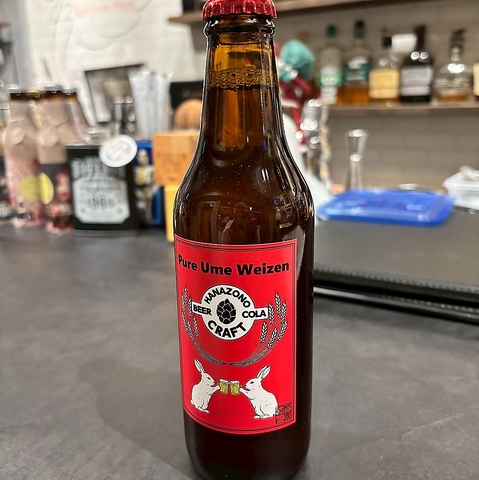 Pure Ume Weizen
HANAZONO
BEER COLA
CRAFT